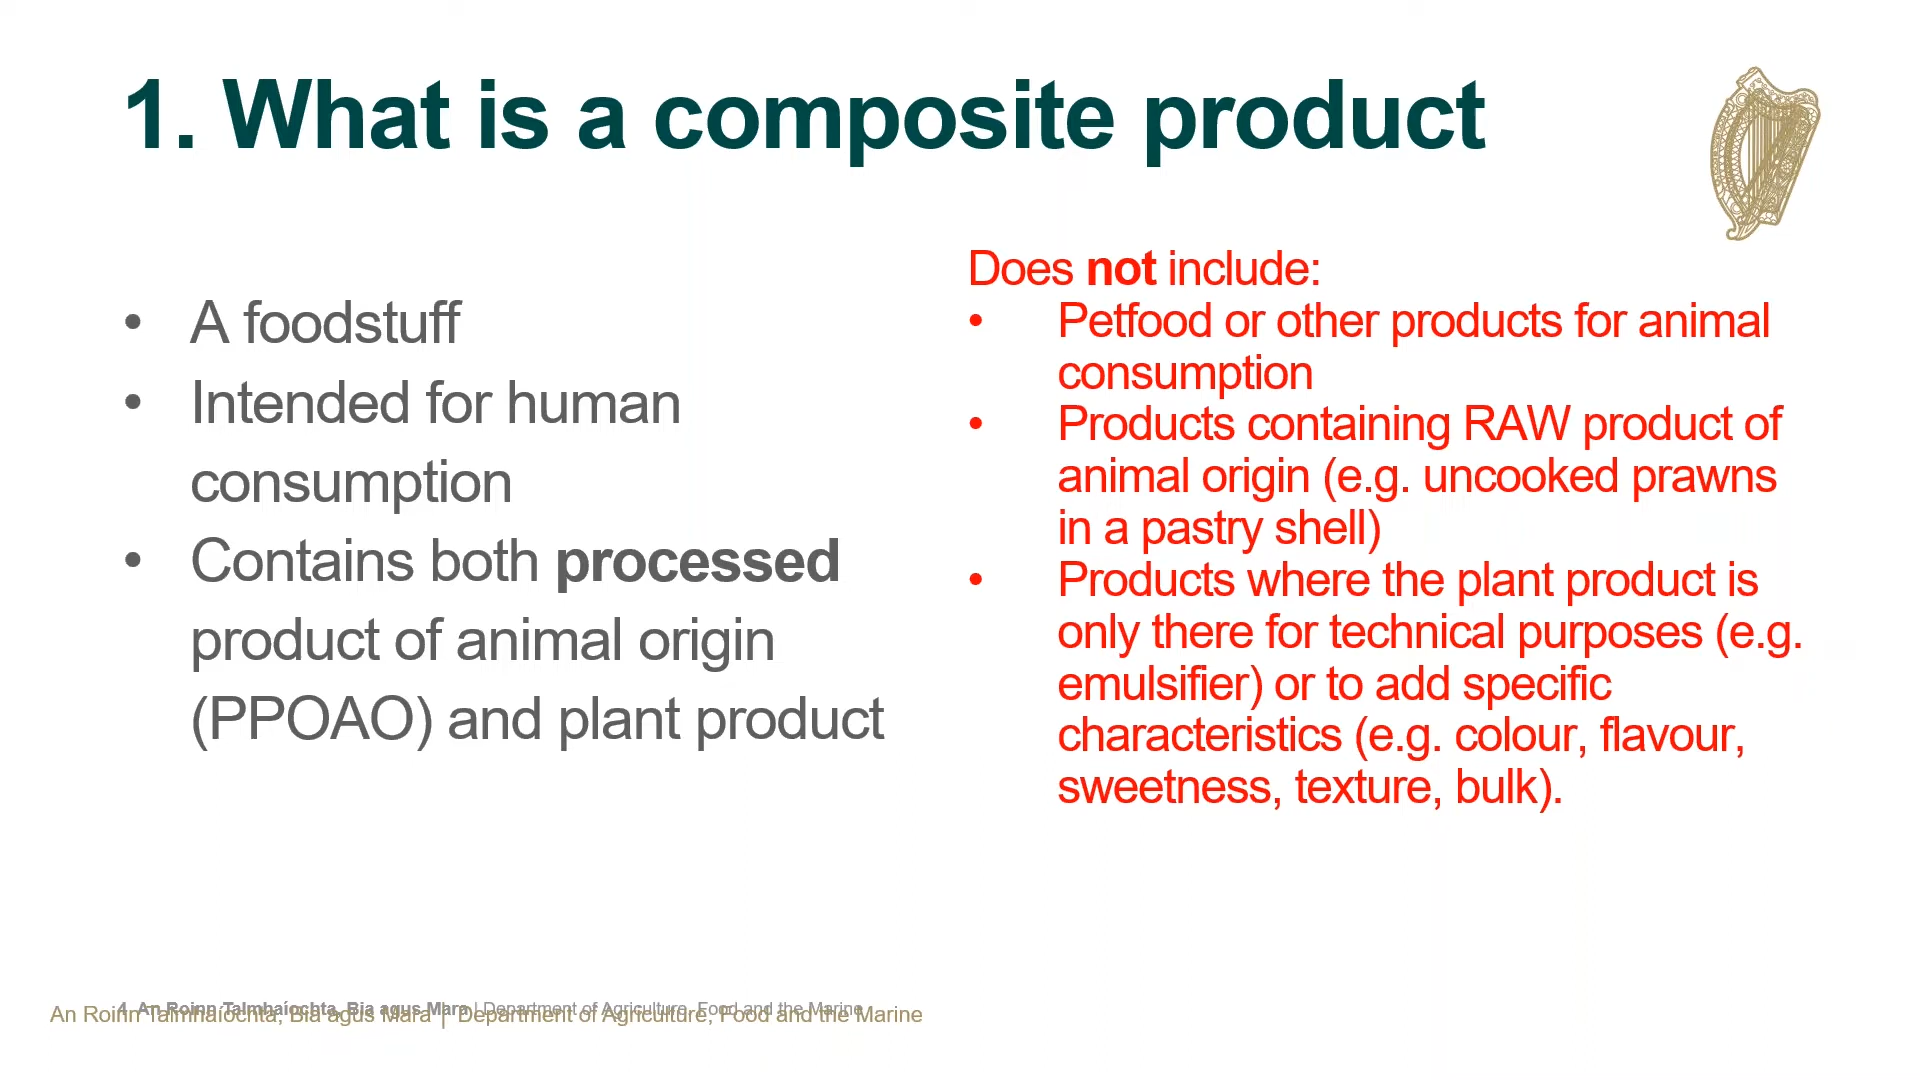 1. What is a composite product
• A foodstuff
• Intended for human
consumption
• Contains both processed
product of animal origin
(PPOAO) and plant product
Does not include:
• Petfood or other products for animal
consumption
• Products containing RAW product of
animal origin (e.g. uncooked prawns
in a pastry shell)
• Products where the plant product is
only there for technical purposes (e.g.
emulsifier) or to add specific
characteristics (e.g. colour, flavour,
sweetness, texture, bulk).
4 An Roinn Talmhaíochta, Bia agus Mara | Department of Agriculture, Food and the Marine
An Roinn Talmhaíochta, Bia agus Mara | Department of Agriculture, Food and the Marine